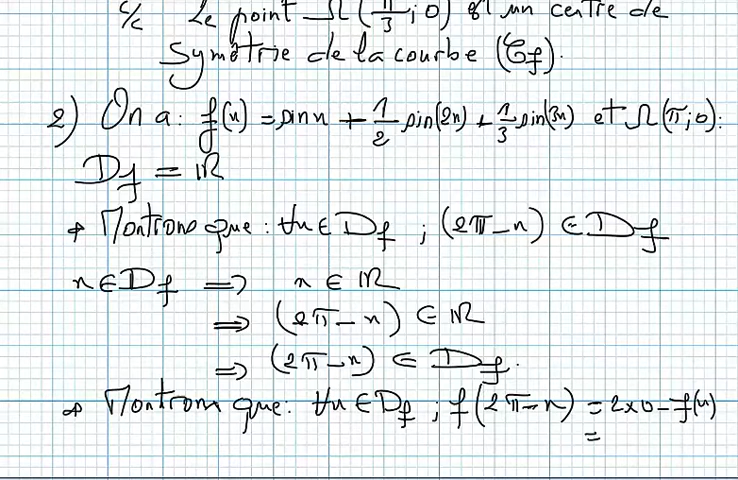 c/c Le point Ω(π/3 ; 0) est un centre de
Symétrie de la courbe (Cf).
2) On a : f(x) = sin x + 1/2 sin(2x) + 1/3 sin(3x) et Ω(π ; 0) :
Df = ℝ
→ Montrons que : ∀x ∈ Df ; (2π - x) ∈ Df
x ∈ Df ⟹ x ∈ ℝ
⟹ (2π - x) ∈ ℝ
⟹ (2π - x) ∈ Df.
→ Montrons que : ∀x ∈ Df ; f(2π - x) = 2×0 - f(x)
=